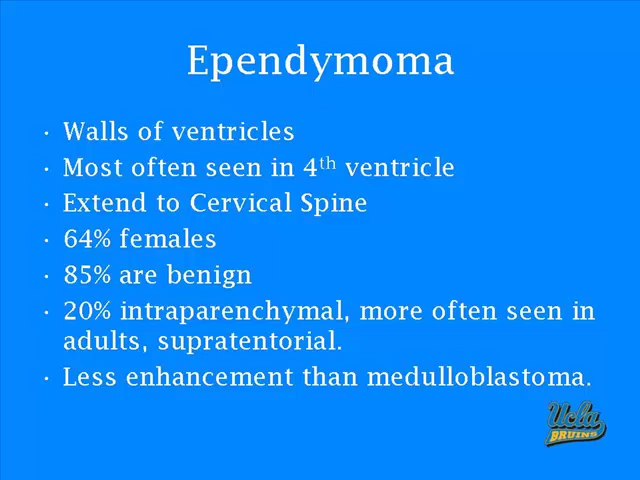 Ependymoma
· Walls of ventricles
· Most often seen in 4th ventricle
· Extend to Cervical Spine
· 64% females
· 85% are benign
· 20% intraparenchymal, more often seen in
adults, supratentorial.
· Less enhancement than medulloblastoma.
Ucla
BRUINS